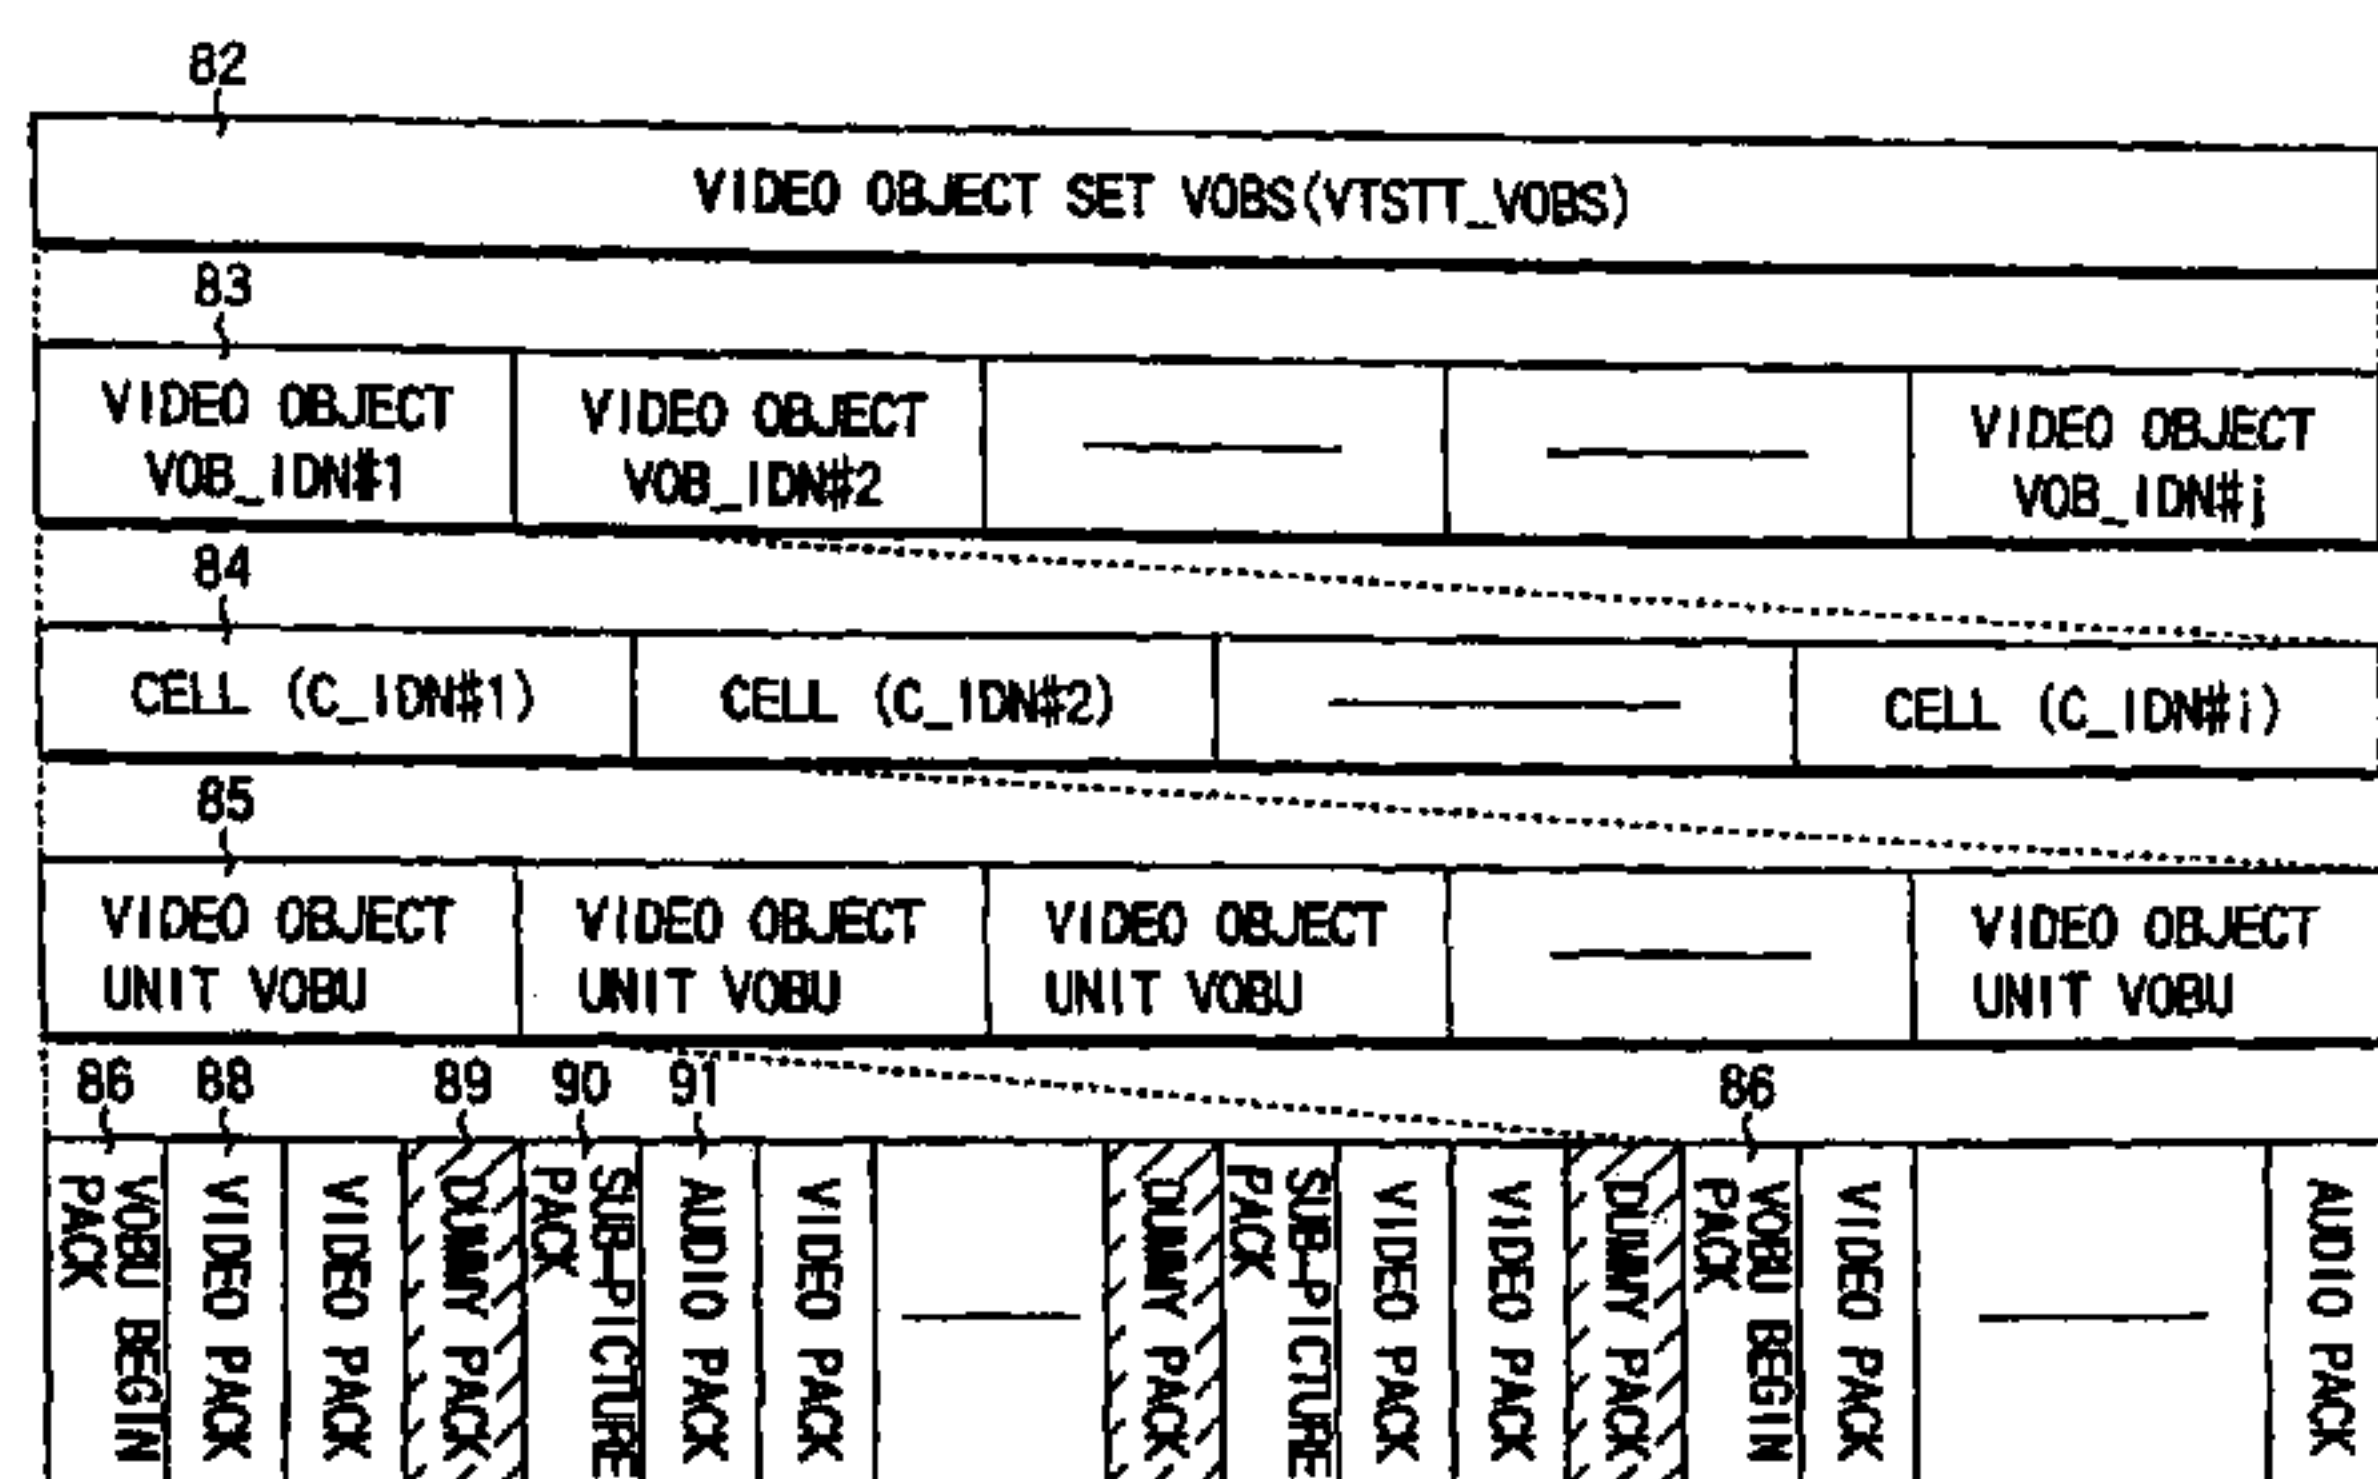 82
VIDEO OBJECT SET VOBS(VTSTT_VOBS)
83
VIDEO OBJECT
VOB_IDN#1
VIDEO OBJECT
VOB_IDN#2
VIDEO OBJECT
VOB_IDN#j
84
CELL (C_IDN#1)
CELL (C_IDN#2)
CELL (C_IDN#i)
85
VIDEO OBJECT
UNIT VOBU
VIDEO OBJECT
UNIT VOBU
VIDEO OBJECT
UNIT VOBU
VIDEO OBJECT
UNIT VOBU
86
88
89
90
91
86
VOBU BEGIN
PACK
VIDEO PACK
VIDEO PACK
DUMMY PACK
SUB-PICTURE
PACK
AUDIO PACK
VIDEO PACK
DUMMY PACK
SUB-PICTURE
PACK
VIDEO PACK
VIDEO PACK
DUMMY PACK
VOBU BEGIN
PACK
VIDEO PACK
AUDIO PACK